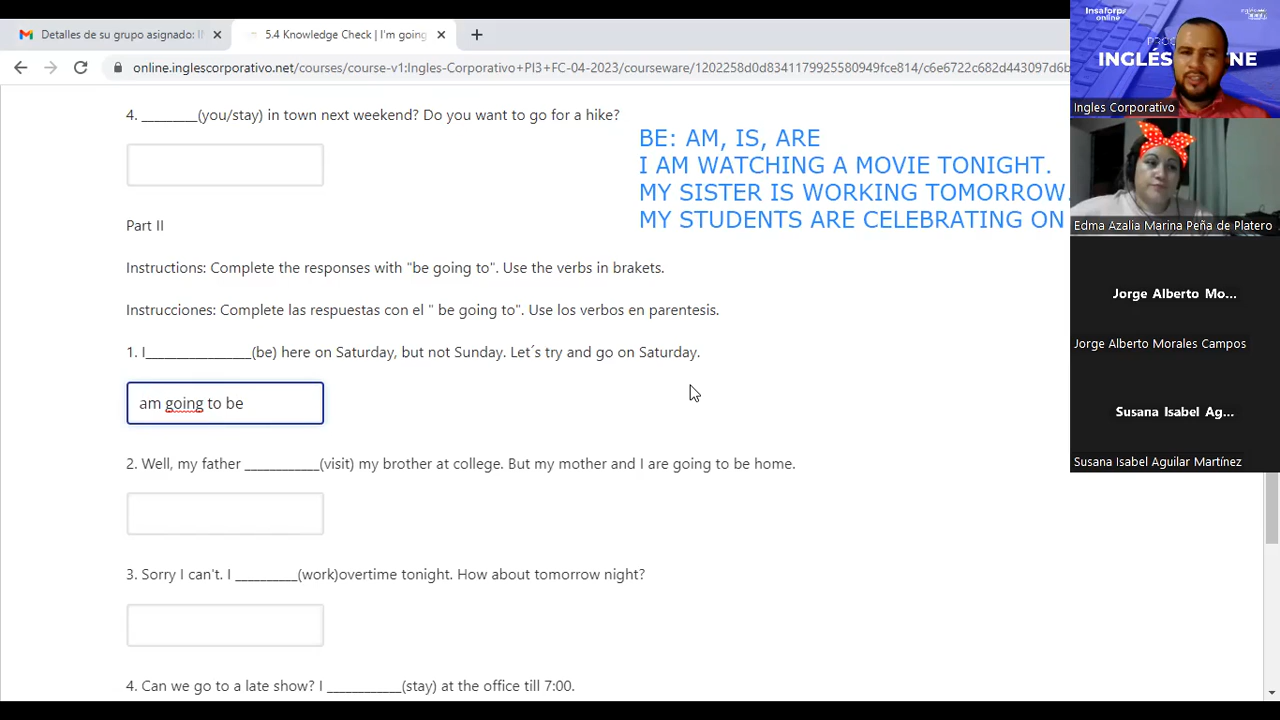 Detalles de su grupo asignado: I
5.4 Knowledge Check | I'm going
online.inglescorporativo.net/courses/course-v1:Ingles-Corporativo+PI3+FC-04-2023/courseware/1202258d0d8341179925580949fce814/c6e6722c682d443097d6b
4. _________(you/stay) in town next weekend? Do you want to go for a hike?
BE: AM, IS, ARE
I AM WATCHING A MOVIE TONIGHT.
MY SISTER IS WORKING TOMORROW.
MY STUDENTS ARE CELEBRATING ON
Part II
Instructions: Complete the responses with "be going to". Use the verbs in brakets.
Instrucciones: Complete las respuestas con el " be going to". Use los verbos en parentesis.
1. I_________________(be) here on Saturday, but not Sunday. Let´s try and go on Saturday.
am going to be
2. Well, my father ____________(visit) my brother at college. But my mother and I are going to be home.
3. Sorry I can't. I __________(work)overtime tonight. How about tomorrow night?
4. Can we go to a late show? I ____________(stay) at the office till 7:00.
Insaforp
online
INGLÉS NE
Ingles Corporativo
Edma Azalia Marina Peña de Platero
Jorge Alberto Mo...
Jorge Alberto Morales Campos
Susana Isabel Ag...
Susana Isabel Aguilar Martínez